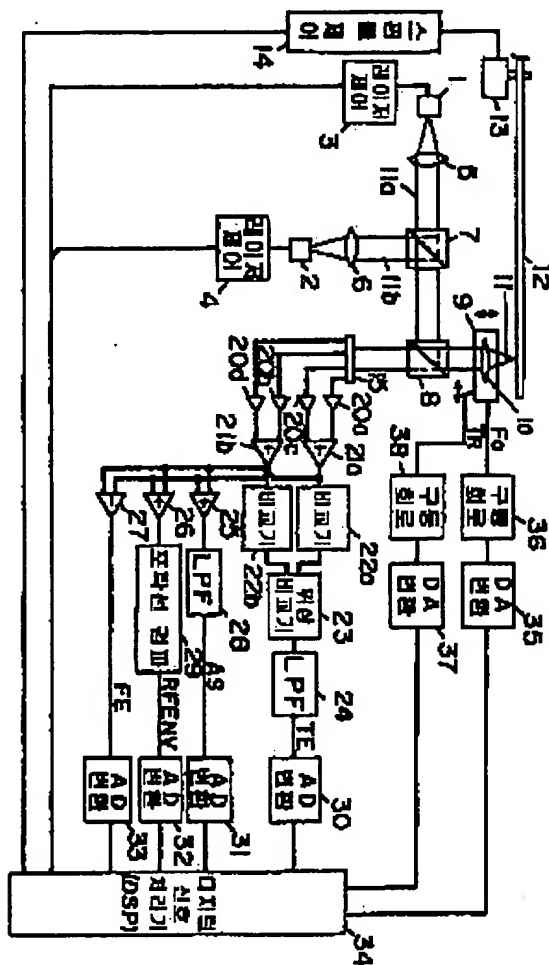 스핀들
제어
14
13
12
레이저
제어
3
1
5
11a
7
레이저
제어
4
2
6
11b
8
11
9
10
Fo
TR
구동
회로
38
구동
회로
36
DA
변환
37
DA
변환
35
15
20d
20b
20c
20a
21b
21a
비교기
22b
비교기
22a
위상
비교기
23
LPF
24
TE
AD
변환
30
25
26
27
LPF
28
AS
포락선 검파
29
RFENV
FE
AD
변환
31
AD
변환
32
AD
변환
33
디지털
신호
처리기
(DSP)
34